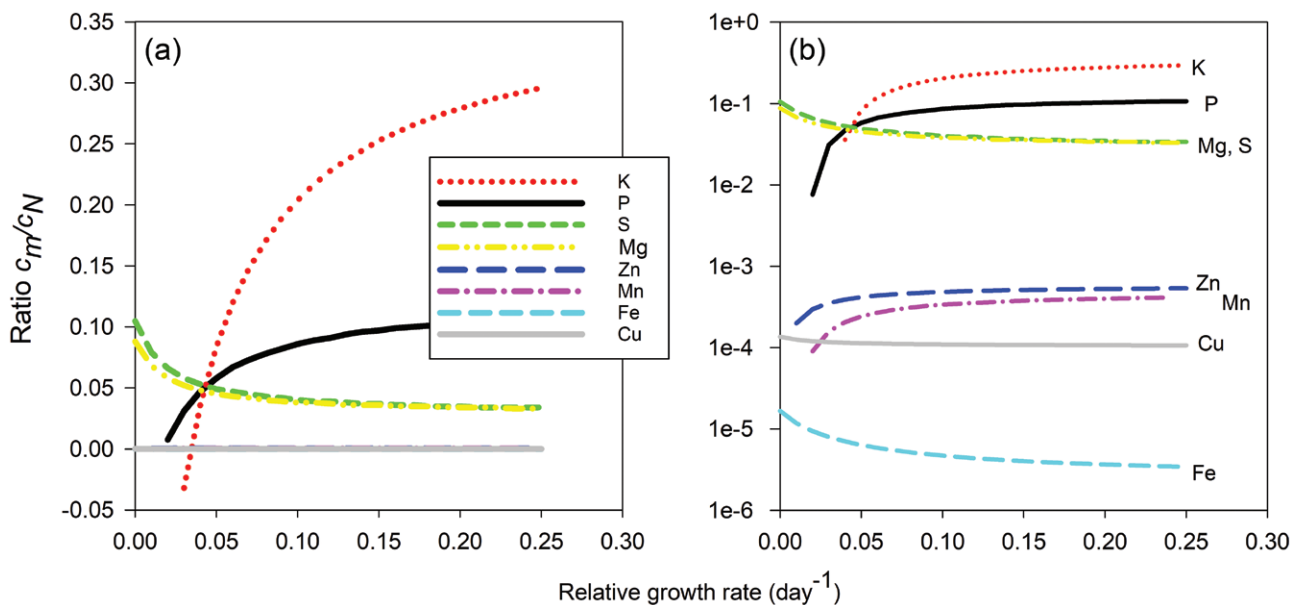 (a)
Ratio c_m/c_N
0.35
0.30
0.25
0.20
0.15
0.10
0.05
0.00
-0.05
0.00 0.05 0.10 0.15 0.20 0.25 0.30
K
P
S
Mg
Zn
Mn
Fe
Cu
(b)
1e+0
1e-1
1e-2
1e-3
1e-4
1e-5
1e-6
K
P
Mg, S
Zn
Mn
Cu
Fe
0.00 0.05 0.10 0.15 0.20 0.25 0.30
Relative growth rate (day⁻¹)